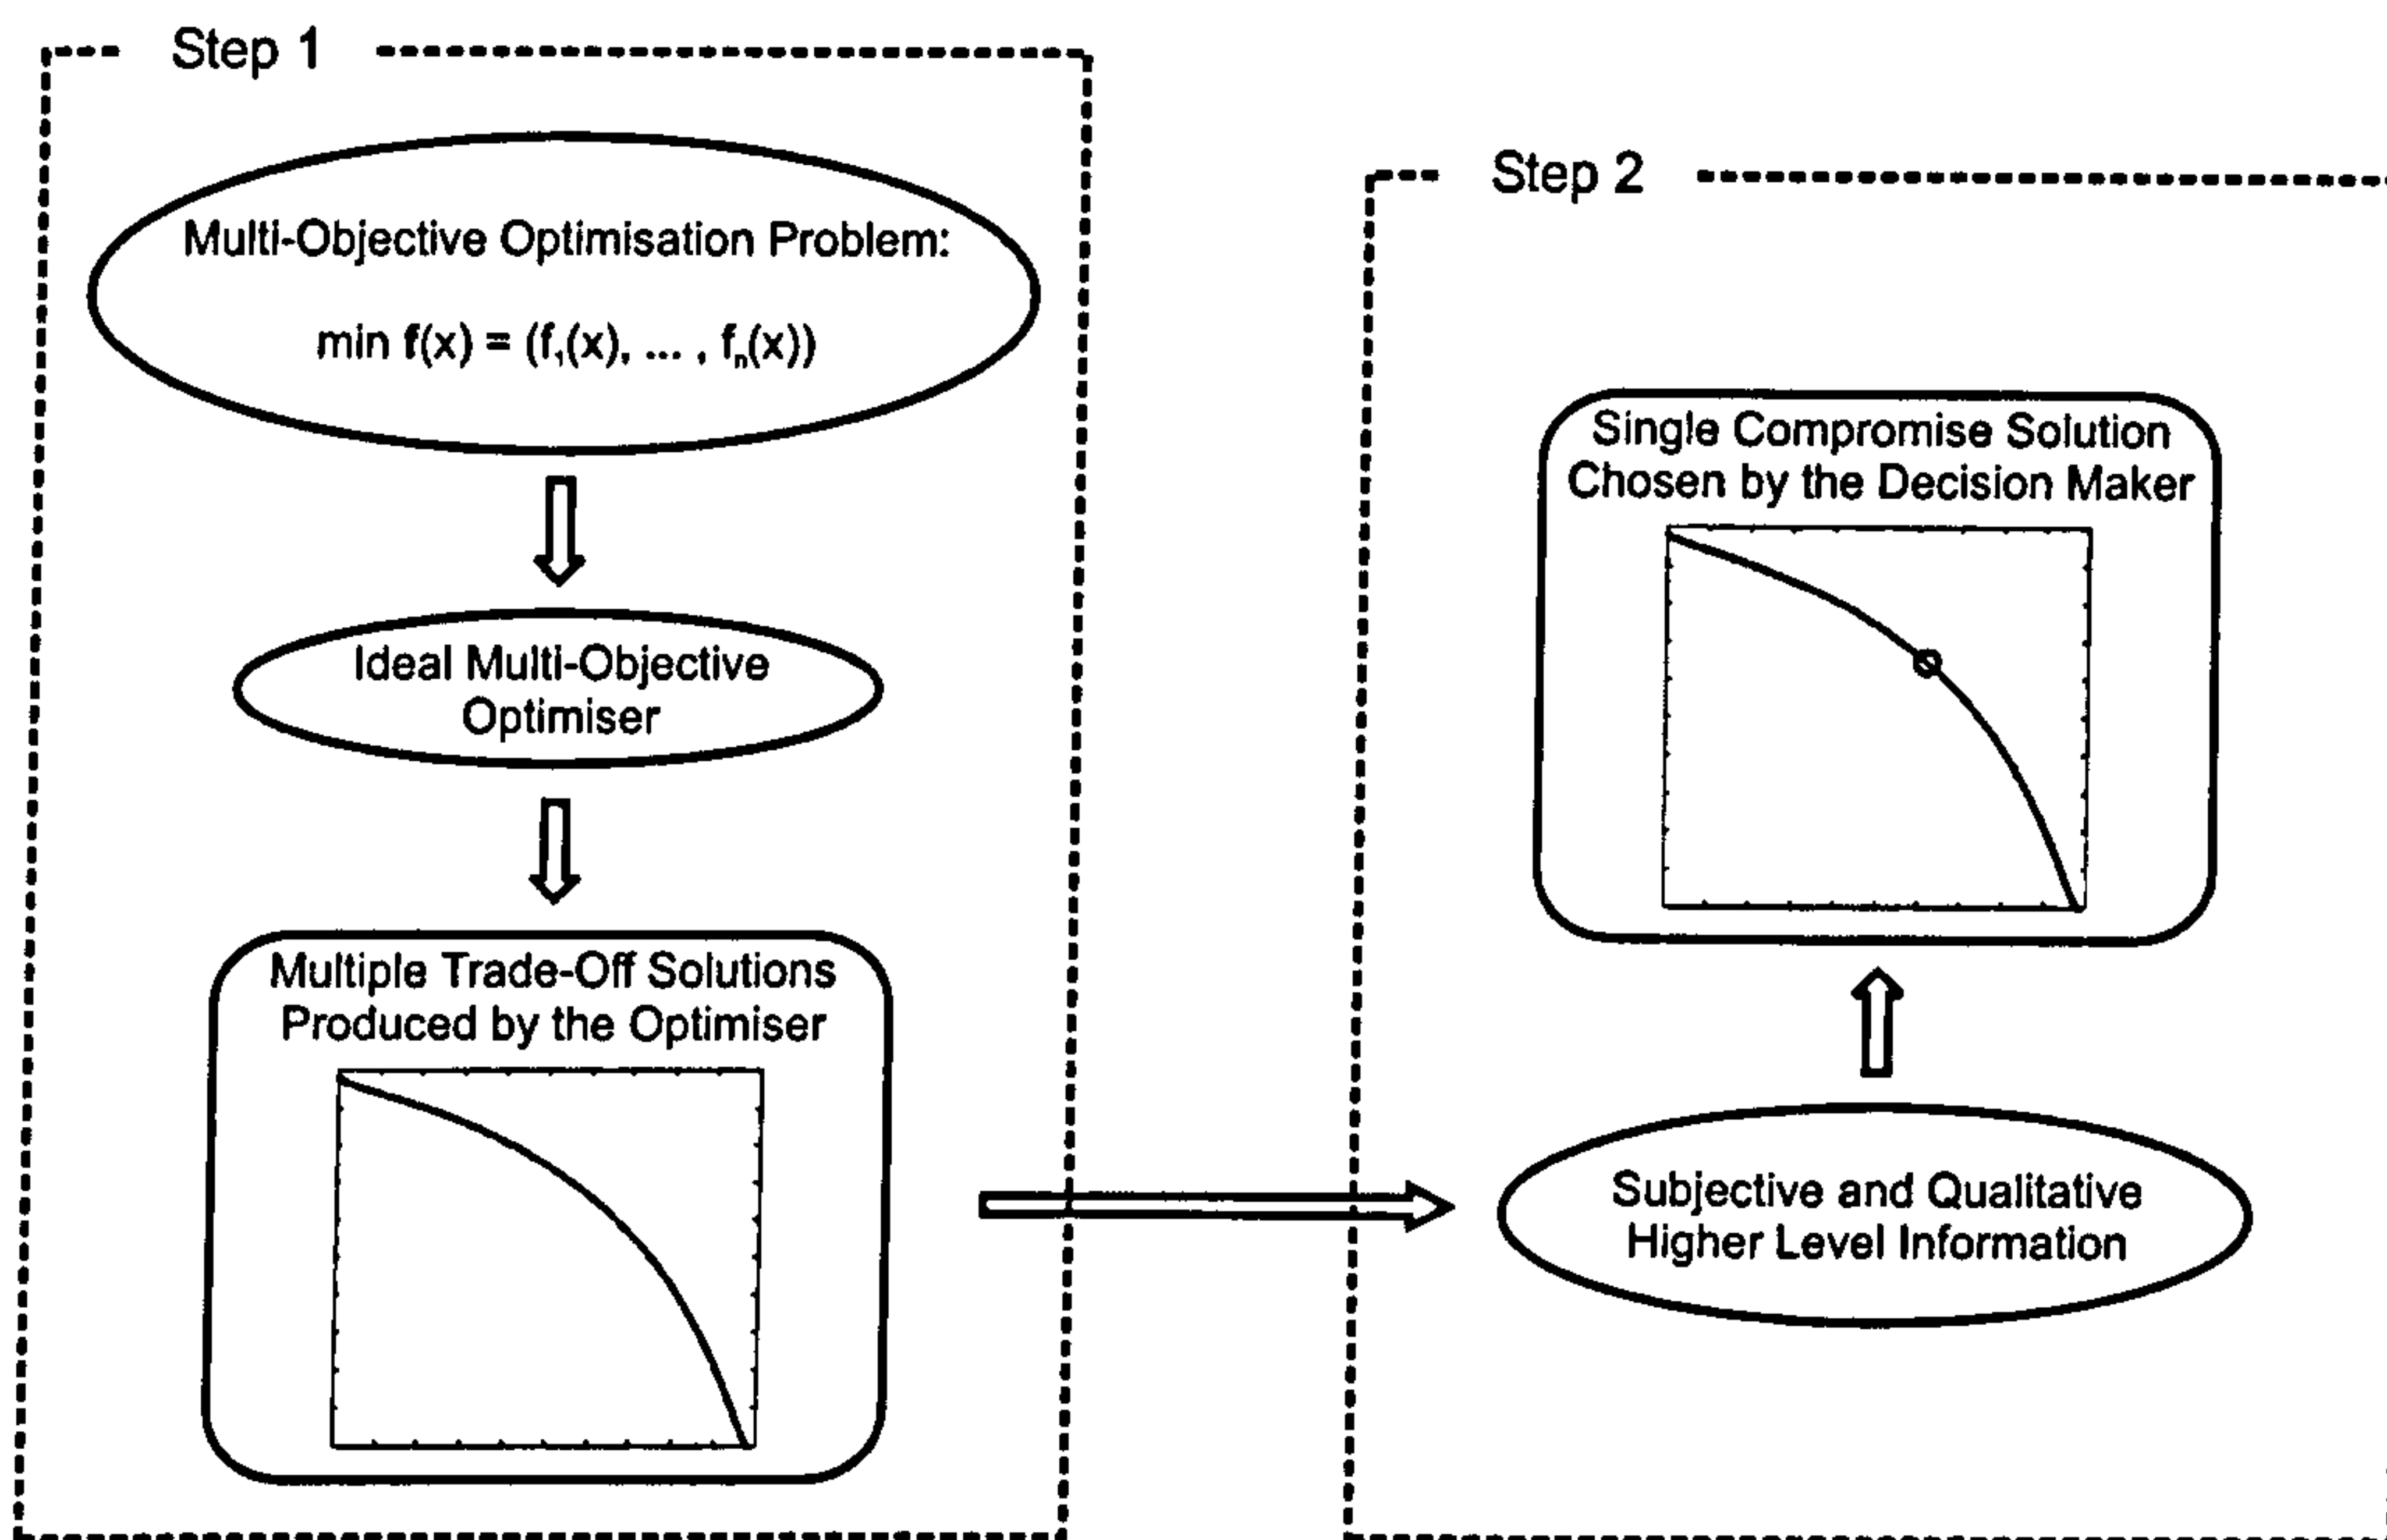 Step 1
Multi-Objective Optimisation Problem:
min f(x) = (f₁(x), ... , fₙ(x))
Ideal Multi-Objective
Optimiser
Multiple Trade-Off Solutions
Produced by the Optimiser
Step 2
Single Compromise Solution
Chosen by the Decision Maker
Subjective and Qualitative
Higher Level Information